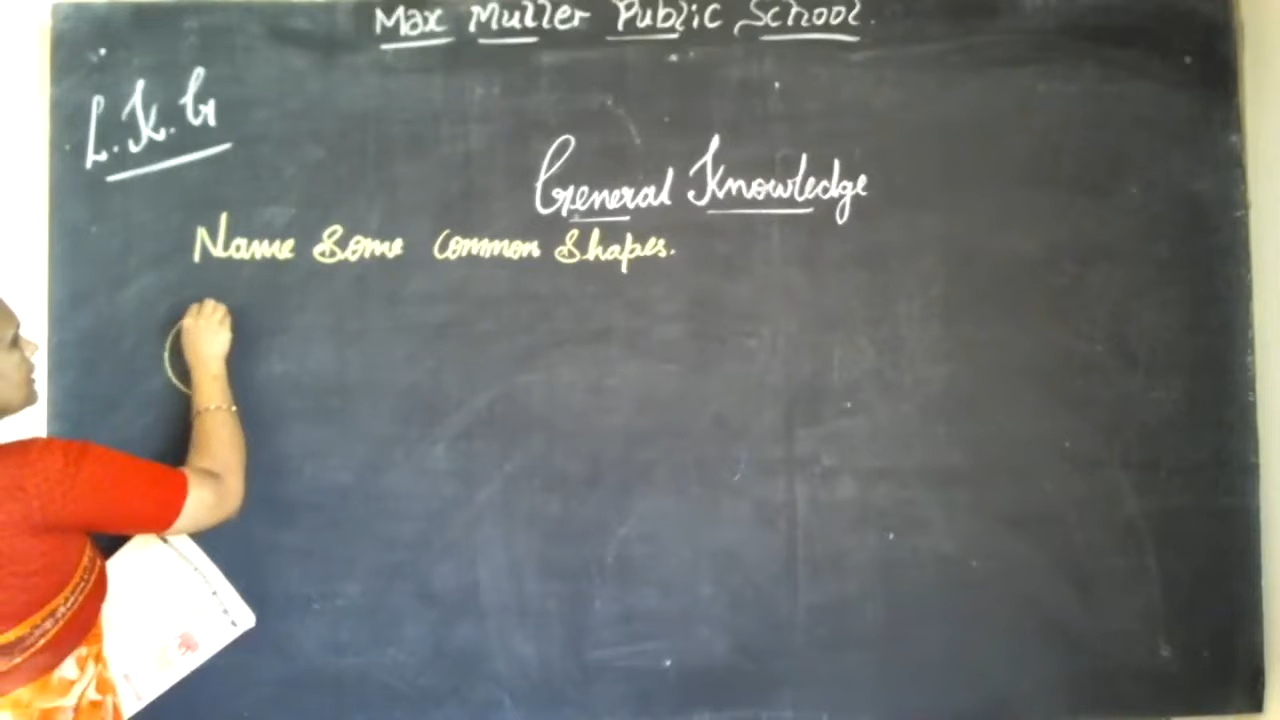 Max Muller Public School.
L.K.G
General Knowledge
Name Some Common Shapes.